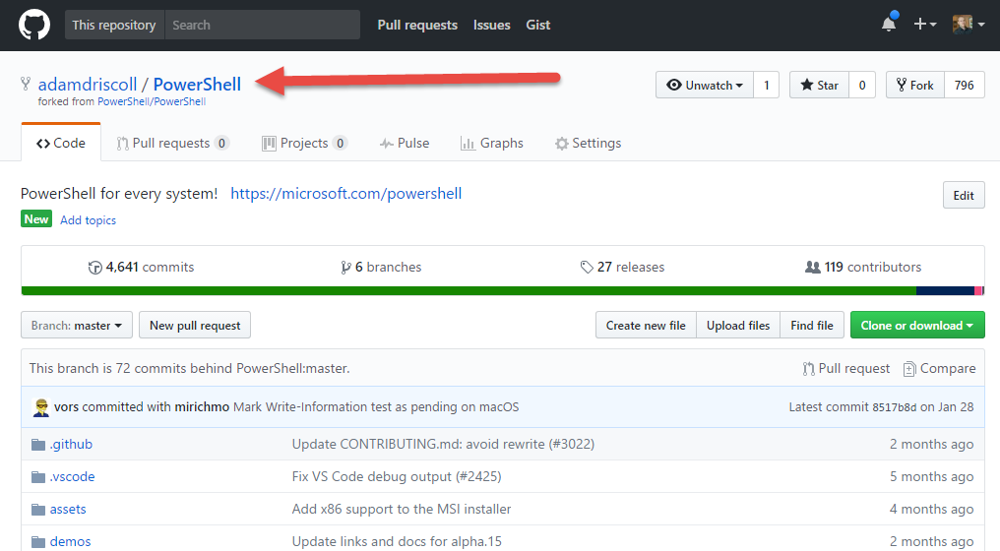 This repository Search Pull requests Issues Gist
adamdriscoll / PowerShell Unwatch 1 Star 0 Fork 796
forked from PowerShell/PowerShell
Code Pull requests 0 Projects 0 Pulse Graphs Settings
PowerShell for every system! https://microsoft.com/powershell Edit
New Add topics
4,641 commits 6 branches 27 releases 119 contributors
Branch: master New pull request Create new file Upload files Find file Clone or download
This branch is 72 commits behind PowerShell:master. Pull request Compare
vors committed with mirichmo Mark Write-Information test as pending on macOS Latest commit 8517b8d on Jan 28
.github Update CONTRIBUTING.md: avoid rewrite (#3022) 2 months ago
.vscode Fix VS Code debug output (#2425) 5 months ago
assets Add x86 support to the MSI installer 4 months ago
demos Update links and docs for alpha.15 2 months ago